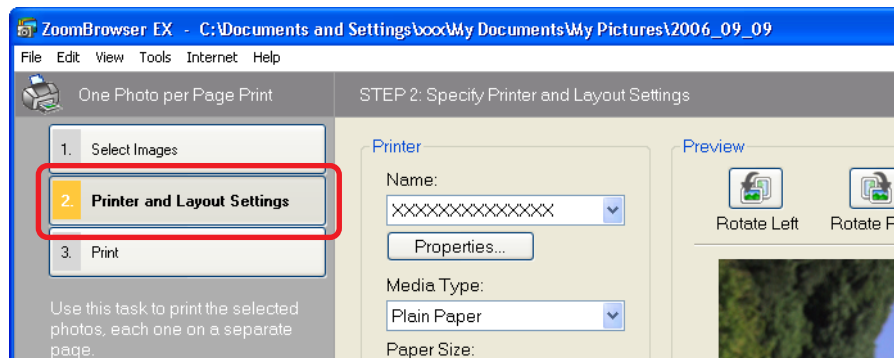 ZoomBrowser EX - C:\Documents and Settings\xxx\My Documents\My Pictures\2006_09_09
File Edit View Tools Internet Help
One Photo per Page Print
STEP 2: Specify Printer and Layout Settings
1. Select Images
2. Printer and Layout Settings
3. Print
Use this task to print the selected
photos, each one on a separate
page.
Printer
Name:
XXXXXXXXXXXXXX
Properties...
Media Type:
Plain Paper
Paper Size:
Preview
Rotate Left
Rotate